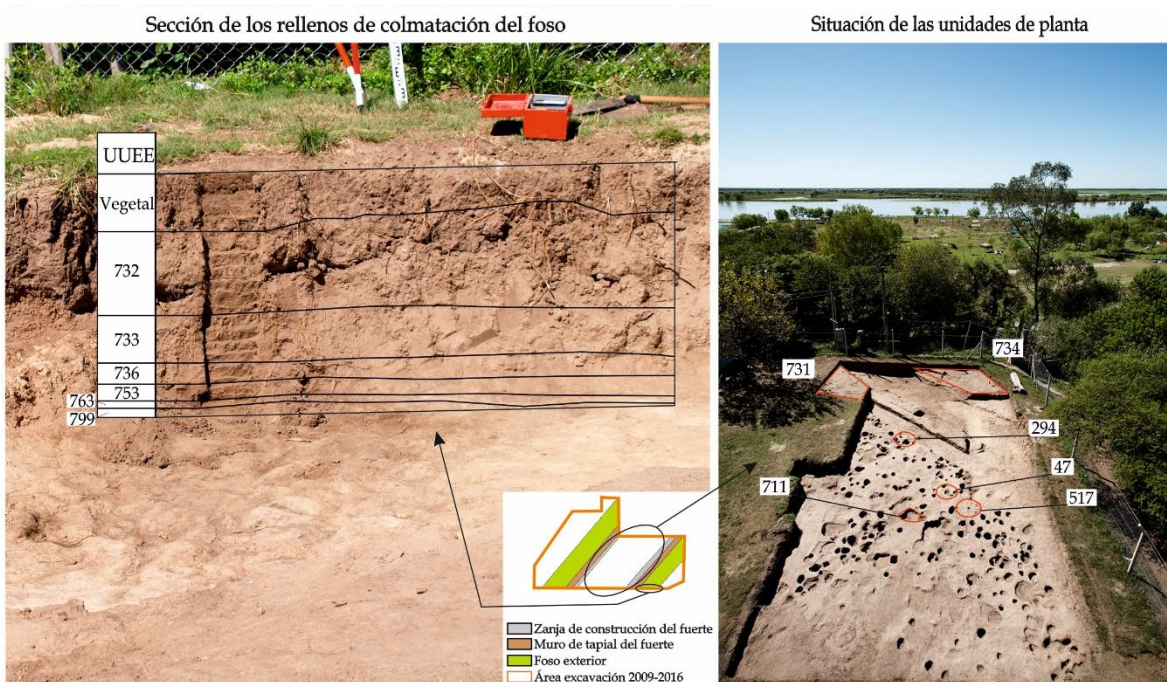 Sección de los rellenos de colmatación del foso
UUEE
Vegetal
732
733
736
753
763
799
Zanja de construcción del fuerte
Muro de tapial del fuerte
Foso exterior
Área excavación 2009-2016
Situación de las unidades de planta
731
734
294
47
711
517